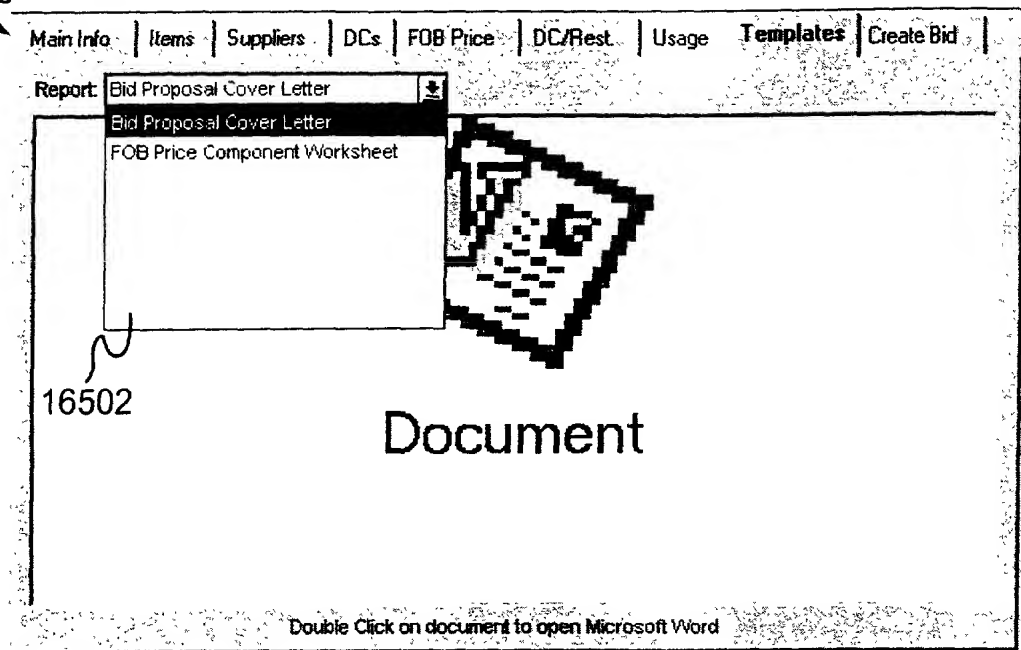 Main Info Items Suppliers DCs FOB Price DC/Rest. Usage Templates Create Bid
Report: Bid Proposal Cover Letter
Bid Proposal Cover Letter
FOB Price Component Worksheet
16502
Document
Double Click on document to open Microsoft Word